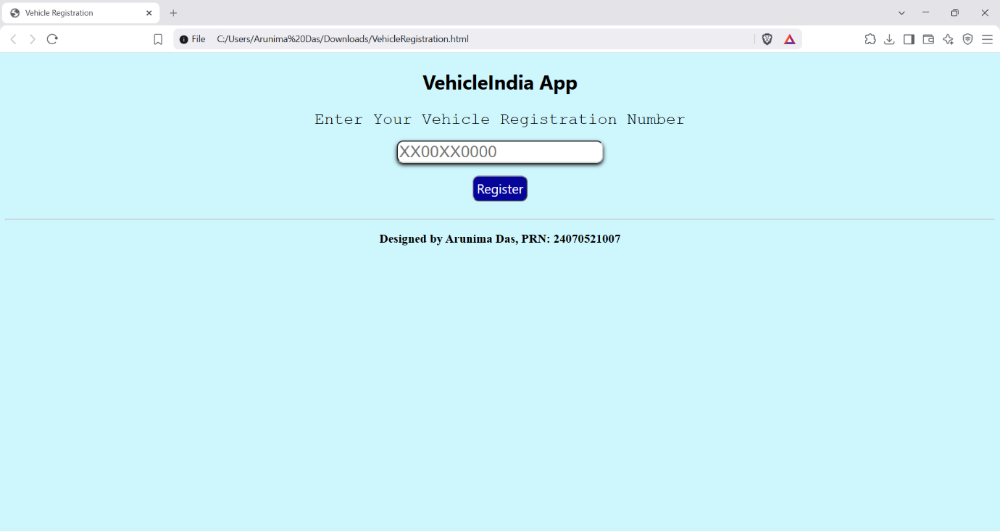 Vehicle Registration
File C:/Users/Arunima%20Das/Downloads/VehicleRegistration.html
VehicleIndia App
Enter Your Vehicle Registration Number
XX00XX0000
Register
Designed by Arunima Das, PRN: 24070521007